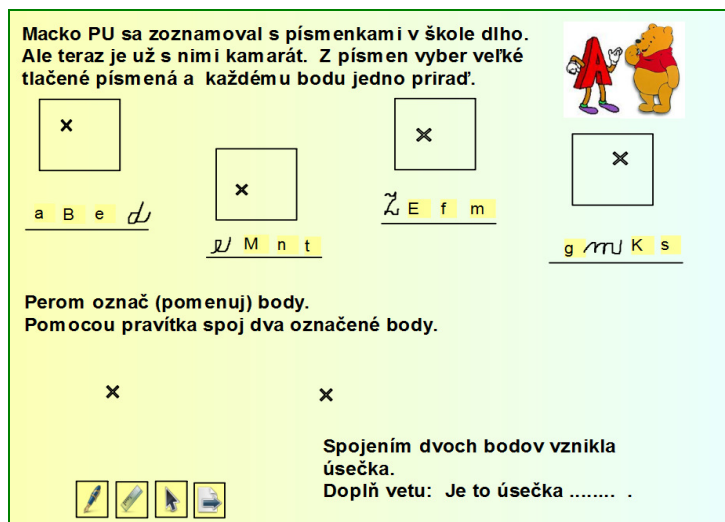 Macko PU sa zoznamoval s písmenkami v škole dlho.
Ale teraz je už s nimi kamarát. Z písmen vyber veľké
tlačené písmená a každému bodu jedno priraď.
A
a B e d
v M n t
Ž E f m
g m K s
Perom označ (pomenuj) body.
Pomocou pravítka spoj dva označené body.
Spojením dvoch bodov vznikla
úsečka.
Doplň vetu: Je to úsečka ........ .